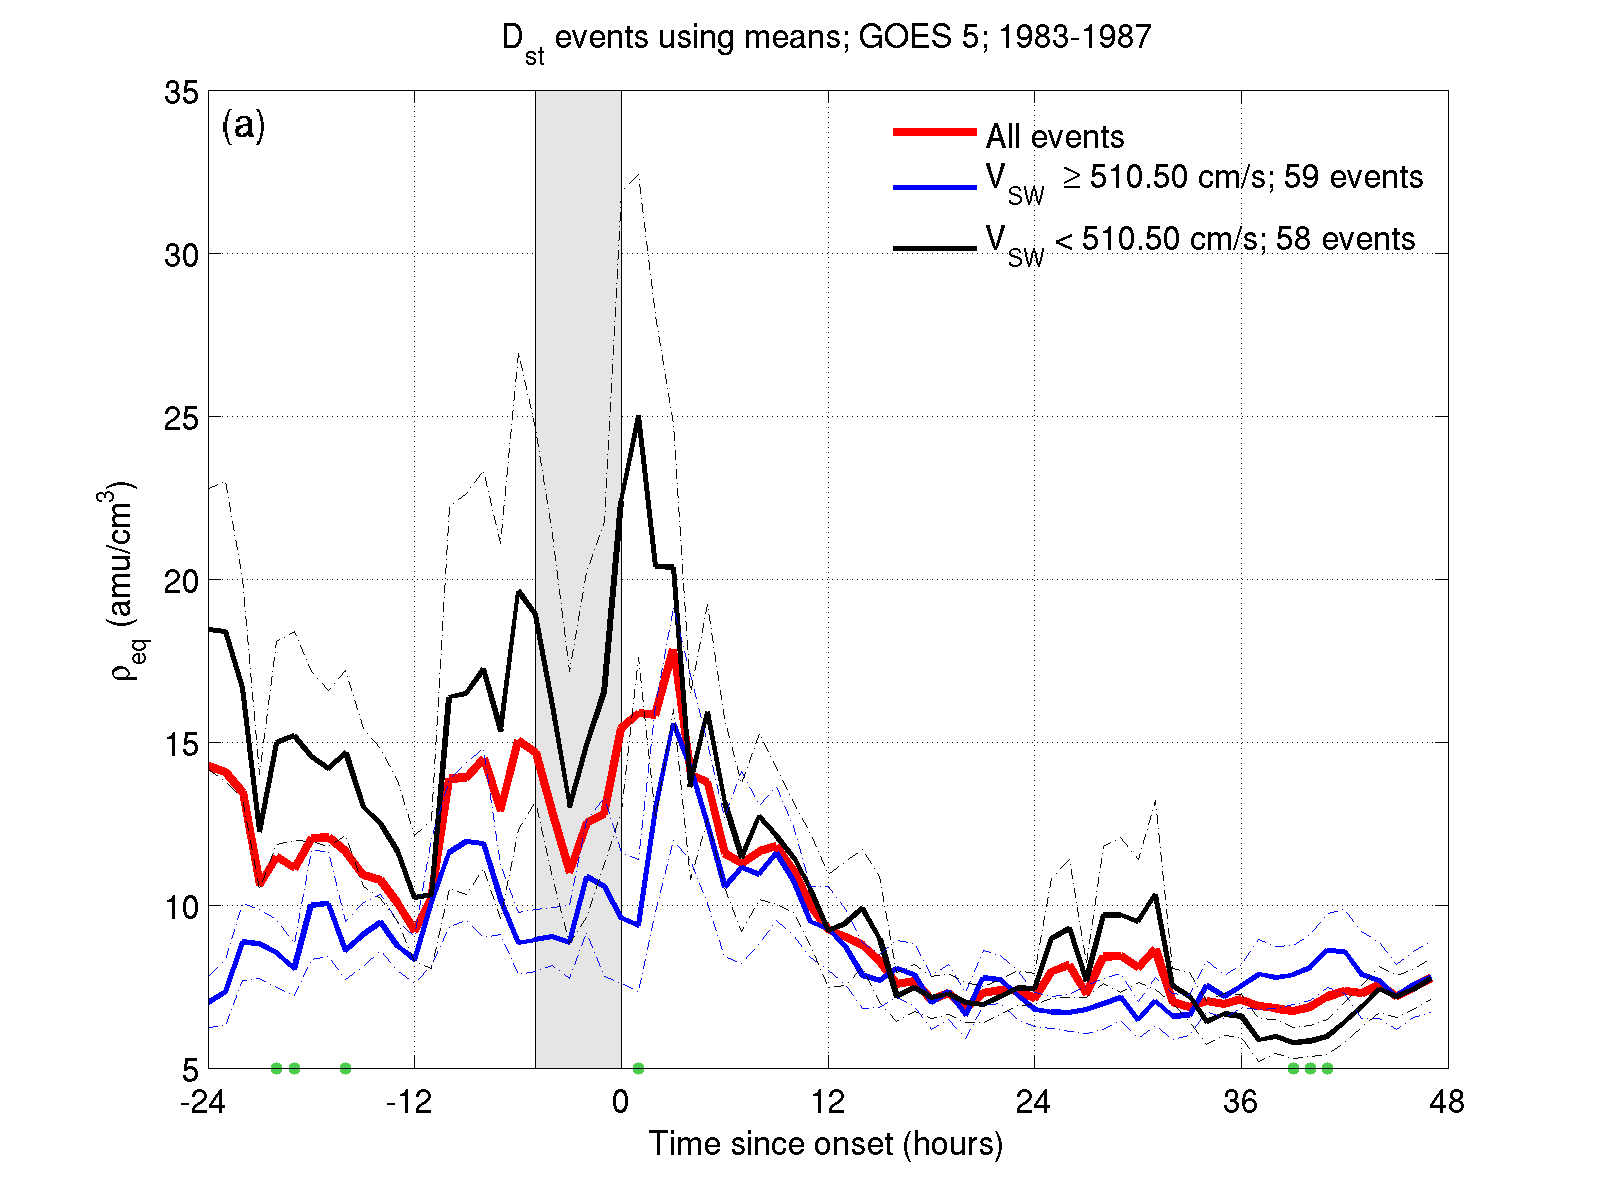 D_st events using means; GOES 5; 1983-1987
(a)
All events
V_SW ≥ 510.50 cm/s; 59 events
V_SW < 510.50 cm/s; 58 events
35
30
25
20
15
10
5
ρ_eq (amu/cm^3)
-24 -12 0 12 24 36 48
Time since onset (hours)